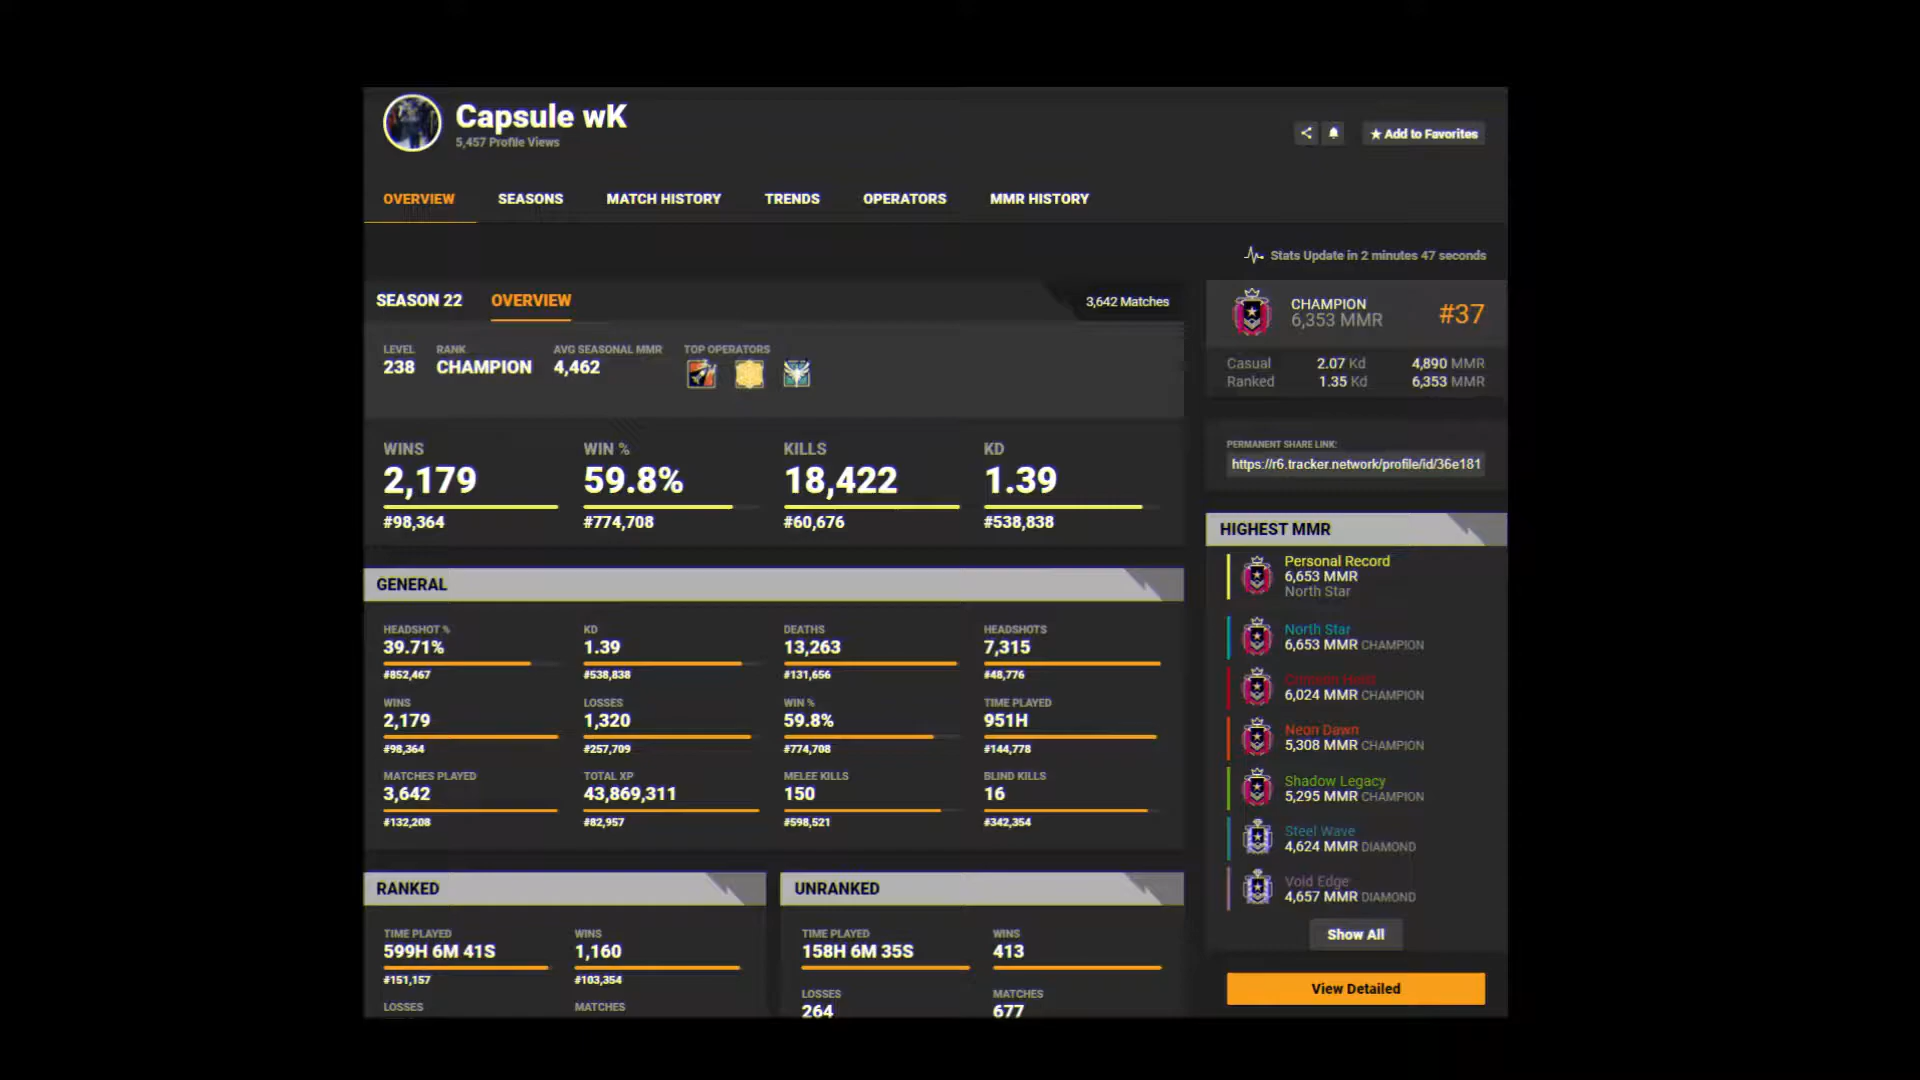 Capsule wK
5,457 Profile Views
★ Add to Favorites
OVERVIEW SEASONS MATCH HISTORY TRENDS OPERATORS MMR HISTORY
Stats Update in 2 minutes 47 seconds
SEASON 22 OVERVIEW 3,642 Matches
LEVEL RANK AVG SEASONAL MMR TOP OPERATORS
238 CHAMPION 4,462
WINS WIN % KILLS KD
2,179 59.8% 18,422 1.39
#98,364 #774,708 #60,676 #538,838
GENERAL
HEADSHOT % KD DEATHS HEADSHOTS
39.71% 1.39 13,263 7,315
#852,467 #538,838 #131,656 #48,776
WINS LOSSES WIN % TIME PLAYED
2,179 1,320 59.8% 951H
#98,364 #257,709 #774,708 #144,778
MATCHES PLAYED TOTAL XP MELEE KILLS BLIND KILLS
3,642 43,869,311 150 16
#132,208 #82,957 #598,521 #342,354
RANKED
TIME PLAYED WINS
599H 6M 41S 1,160
#151,157 #103,354
LOSSES MATCHES
UNRANKED
TIME PLAYED WINS
158H 6M 35S 413
LOSSES MATCHES
264 677
CHAMPION
6,353 MMR #37
Casual 2.07 Kd 4,890 MMR
Ranked 1.35 Kd 6,353 MMR
PERMANENT SHARE LINK:
https://r6.tracker.network/profile/id/36e181
HIGHEST MMR
Personal Record
6,653 MMR
North Star
North Star
6,653 MMR CHAMPION
Crimson Heist
6,024 MMR CHAMPION
Neon Dawn
5,308 MMR CHAMPION
Shadow Legacy
5,295 MMR CHAMPION
Steel Wave
4,624 MMR DIAMOND
Void Edge
4,657 MMR DIAMOND
Show All
View Detailed